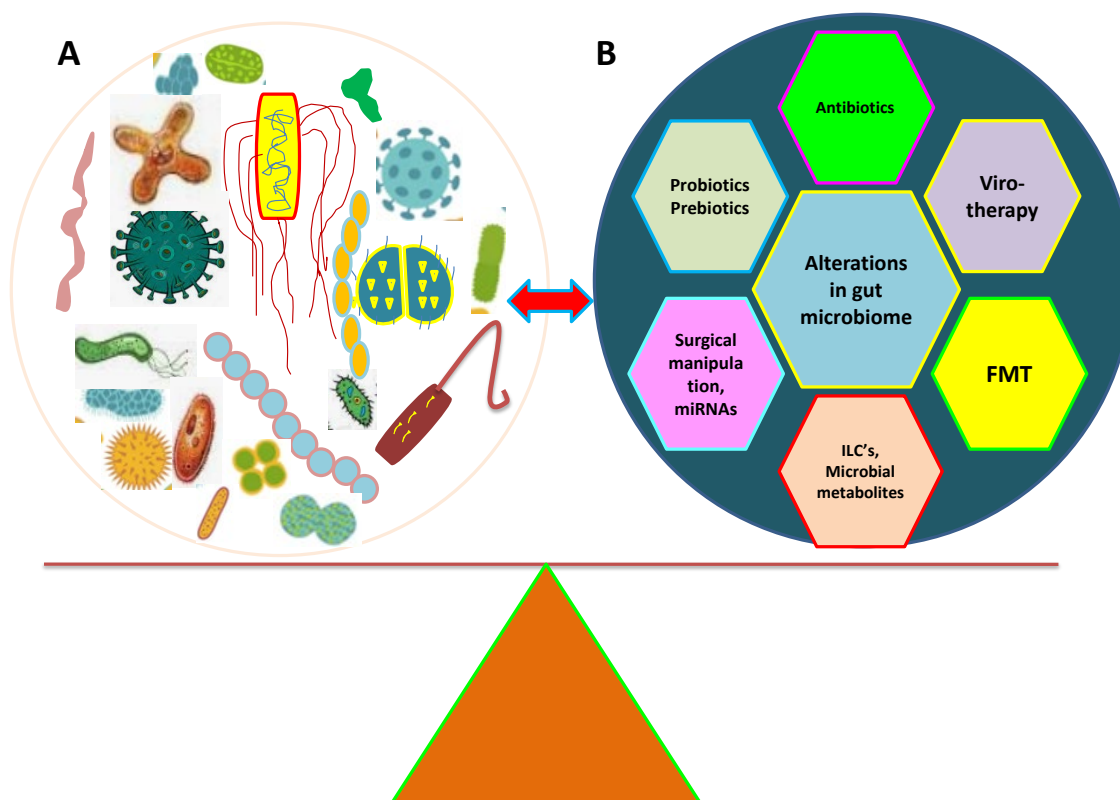 A
B
Antibiotics
Probiotics
Prebiotics
Viro-
therapy
Alterations
in gut
microbiome
Surgical
manipula
tion,
miRNAs
FMT
ILC's,
Microbial
metabolites